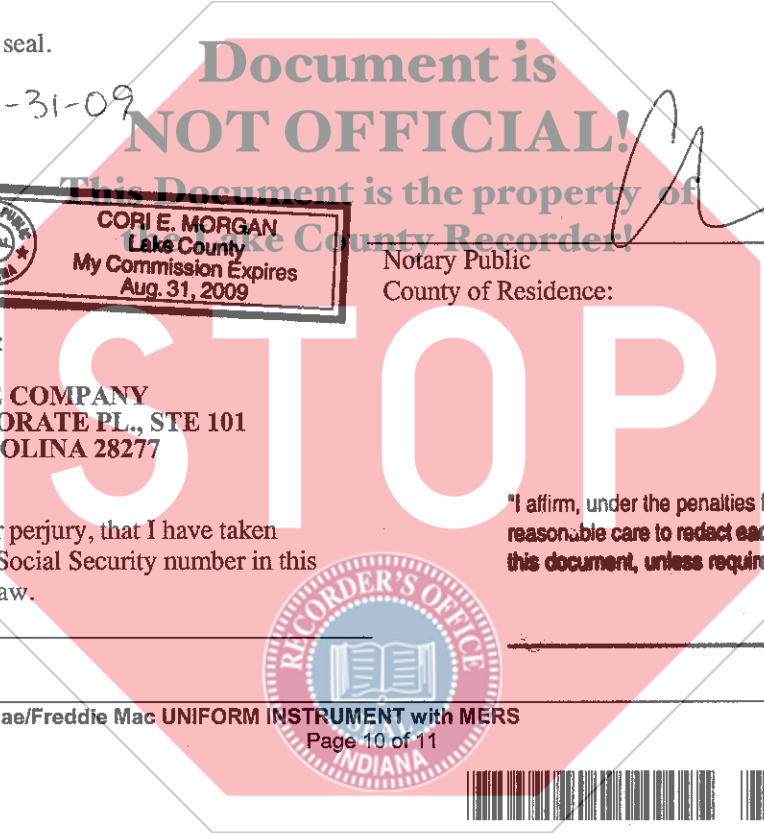 seal.
-31-09
Document is
NOT OFFICIAL!
This Document is the property of
the Lake County Recorder!
PUBLIC
CORI E. MORGAN
Lake County
My Commission Expires
Aug. 31, 2009
Notary Public
County of Residence:
:
STOP
E COMPANY
ORATE PL., STE 101
OLINA 28277
r perjury, that I have taken
Social Security number in this
aw.
"I affirm, under the penalties
reasonable care to redact eac
this document, unless require
RECORDER'S OFFICE
SEAL
INDIANA
ae/Freddie Mac UNIFORM INSTRUMENT with MERS
Page 10 of 11